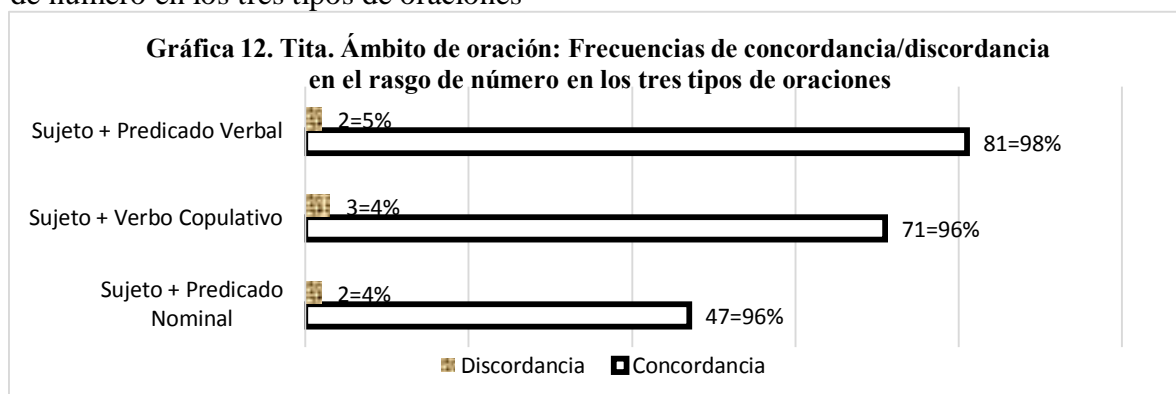 de número en los tres tipos de oraciones
Gráfica 12. Tita. Ámbito de oración: Frecuencias de concordancia/discordancia
en el rasgo de número en los tres tipos de oraciones
Sujeto + Predicado Verbal
2=5%
81=98%
Sujeto + Verbo Copulativo
3=4%
71=96%
Sujeto + Predicado
Nominal
2=4%
47=96%
Discordancia Concordancia